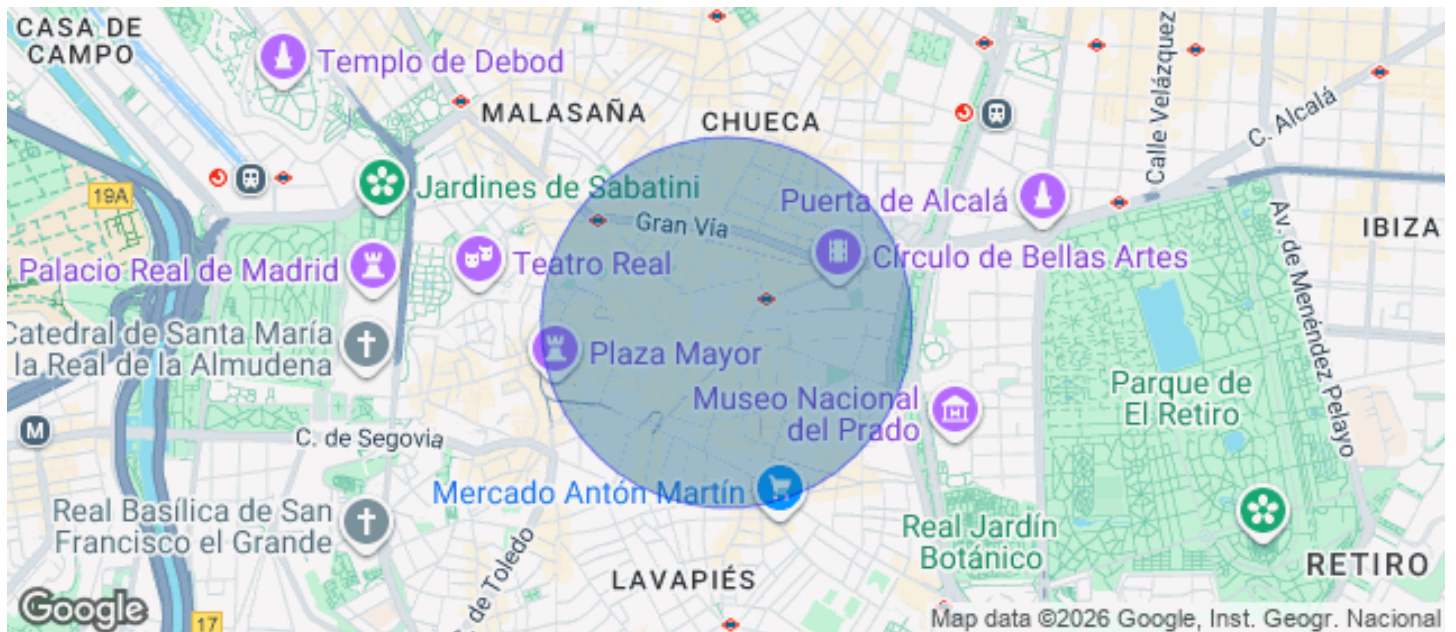 CASA DE
CAMPO
Templo de Debod
MALASAÑA
CHUECA
Calle Velázquez
C. Alcalá
19A
Jardines de Sabatini
Gran Vía
Puerta de Alcalá
Av. de Menéndez Pelayo
IBIZA
Palacio Real de Madrid
Teatro Real
Círculo de Bellas Artes
Catedral de Santa María
la Real de la Almudena
Plaza Mayor
Parque de
El Retiro
Museo Nacional
del Prado
M
C. de Segovia
Mercado Antón Martín
Real Basílica de San
Francisco el Grande
Real Jardín
Botánico
C. de Toledo
LAVAPIÉS
RETIRO
Google
17
Map data ©2026 Google, Inst. Geogr. Nacional